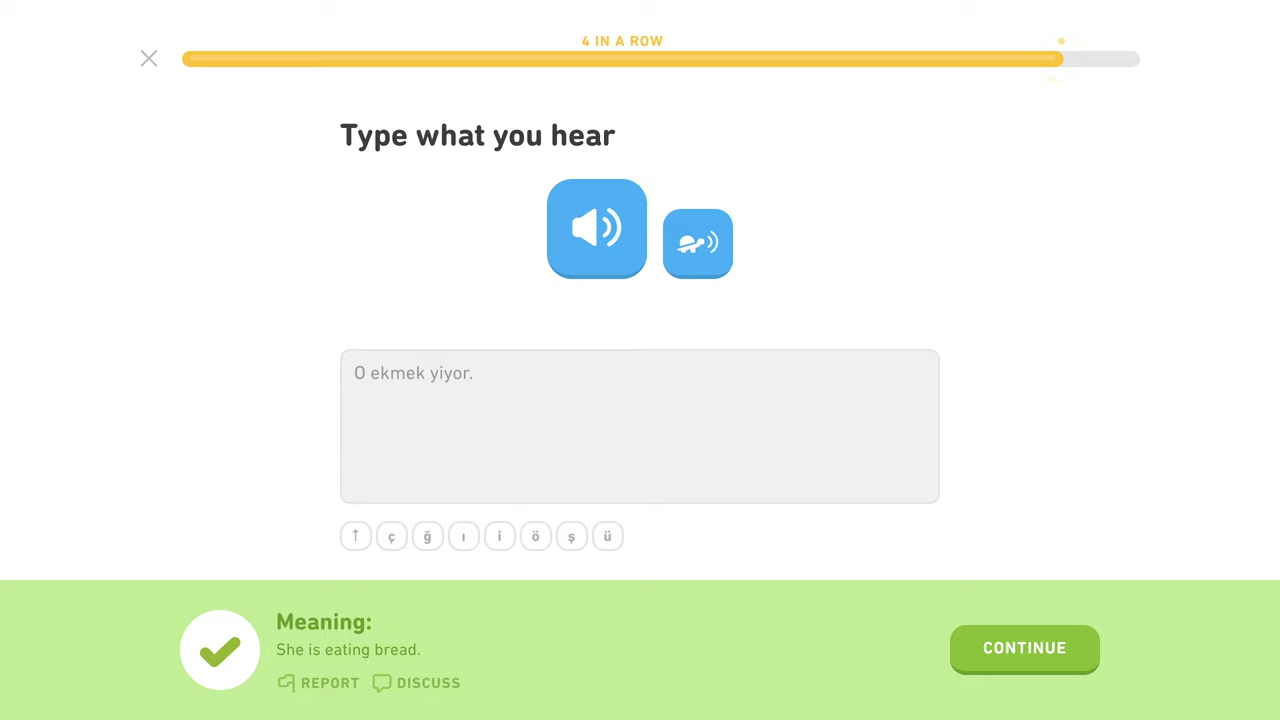 4 IN A ROW
Type what you hear
O ekmek yiyor.
↑ ç ğ ı i ö ş ü
Meaning:
She is eating bread.
REPORT DISCUSS
CONTINUE